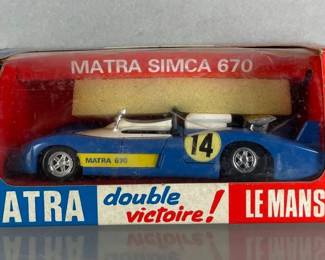 MATRA SIMCA 670
14
MATRA 670
ATRA double victoire! LE MANS